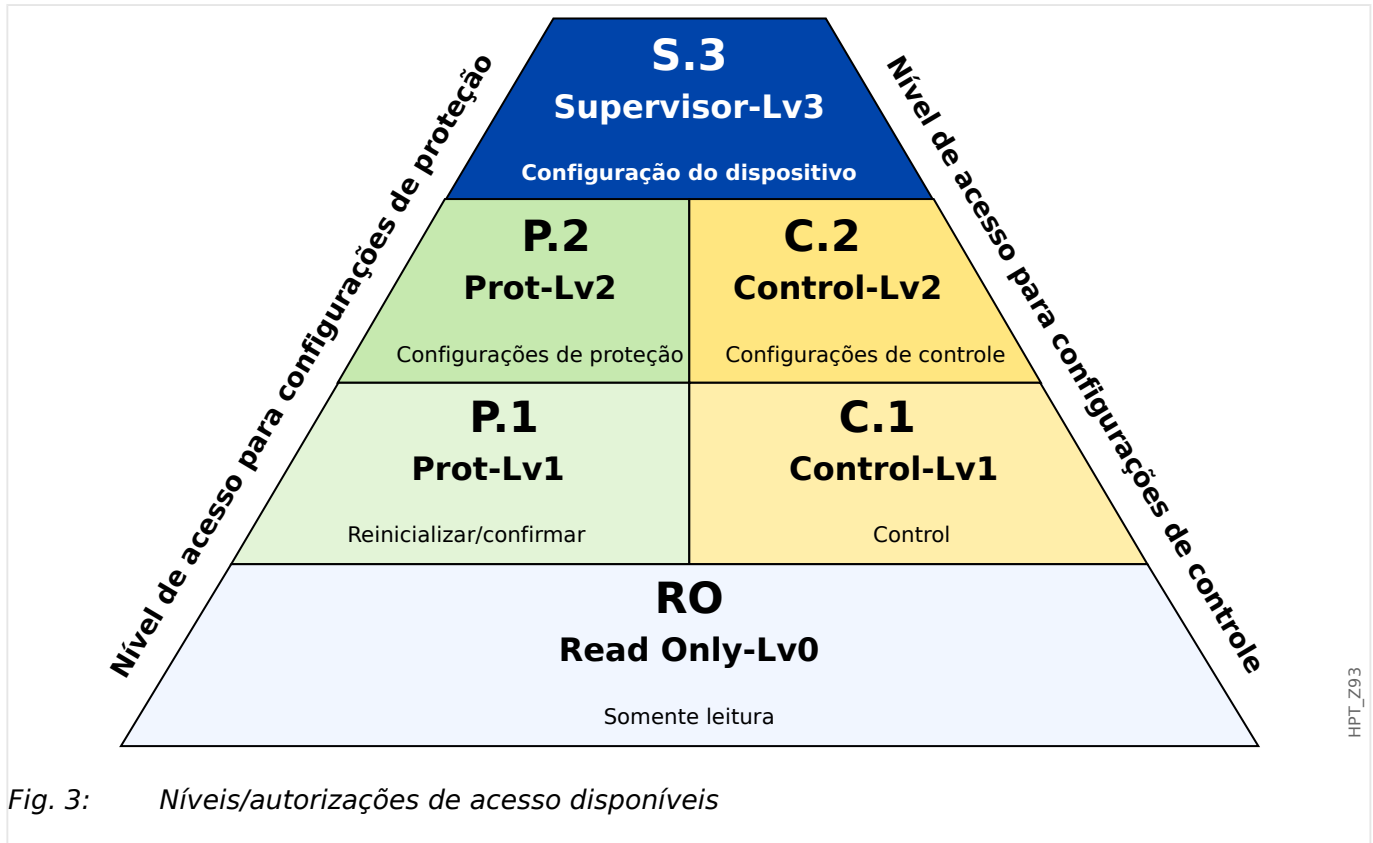 Nível de acesso para configurações de proteção
Nível de acesso para configurações de controle
S.3
Supervisor-Lv3
Configuração do dispositivo
P.2
Prot-Lv2
Configurações de proteção
C.2
Control-Lv2
Configurações de controle
P.1
Prot-Lv1
Reinicializar/confirmar
C.1
Control-Lv1
Control
RO
Read Only-Lv0
Somente leitura
HPT_Z93
Fig. 3: Níveis/autorizações de acesso disponíveis